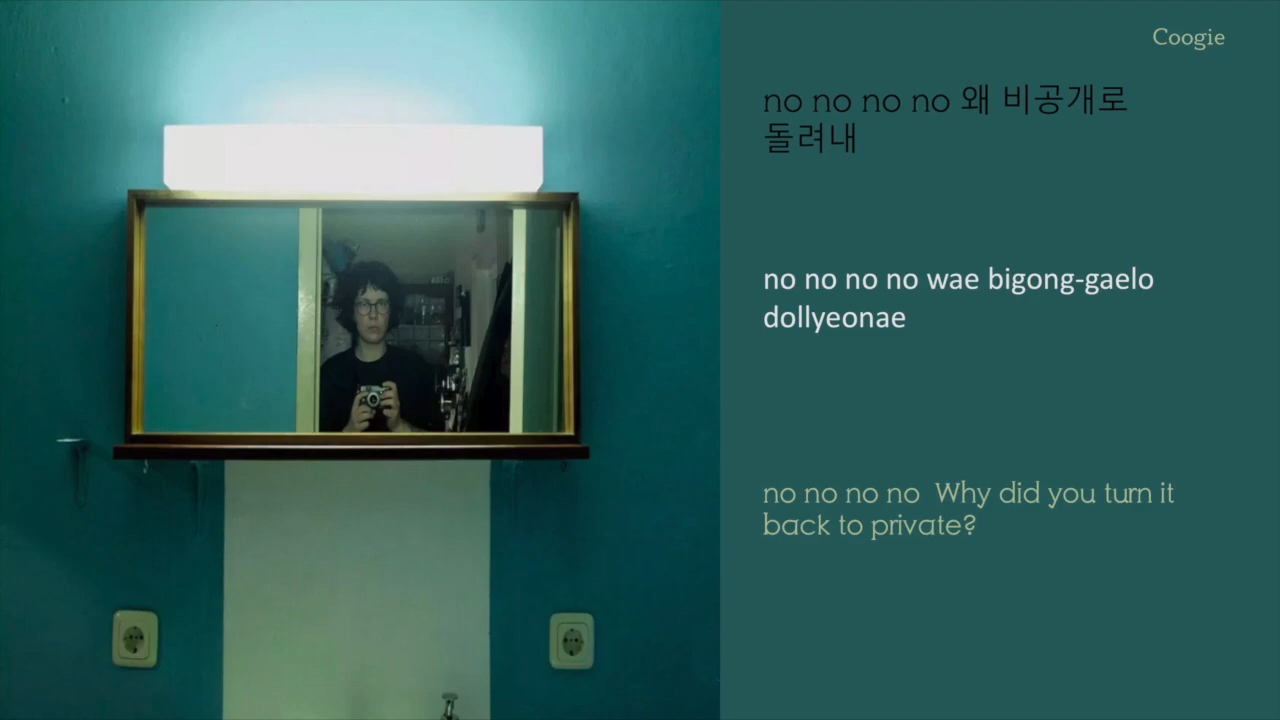 Coogie
no no no no 왜 비공개로
돌려내
no no no no wae bigong-gaelo
dollyeonae
no no no no  Why did you turn it
back to private?